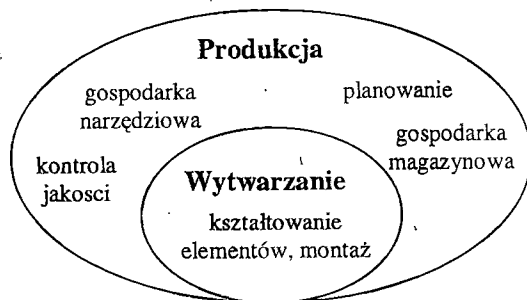 Produkcja
gospodarka
narzędziowa
planowanie
gospodarka
magazynowa
kontrola
jakosci
Wytwarzanie
kształtowanie
elementów, montaż